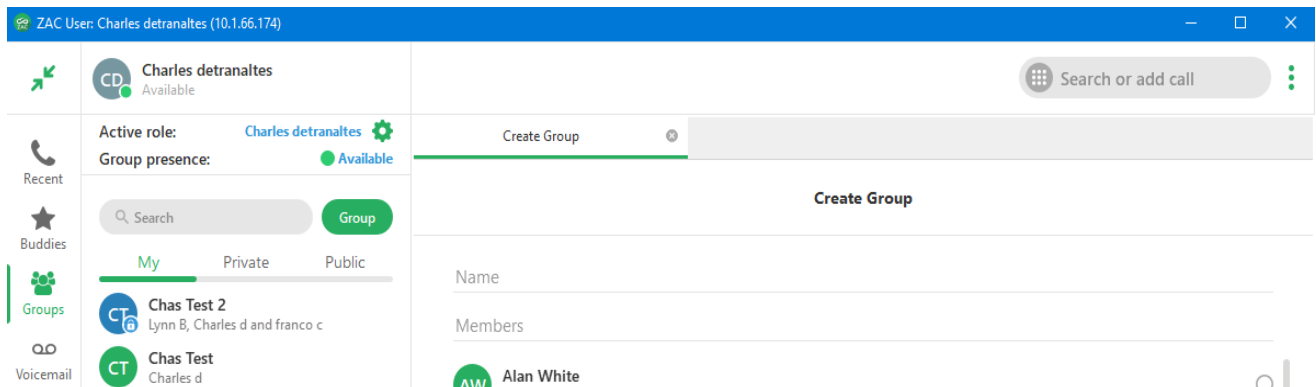 ZAC User: Charles detranaltes (10.1.66.174)
CD
Charles detranaltes
Available
Search or add call
Active role:
Charles detranaltes
Group presence:
Available
Recent
Buddies
Groups
Voicemail
Search
Group
My
Private
Public
CT
Chas Test 2
Lynn B, Charles d and franco c
CT
Chas Test
Charles d
Create Group
Create Group
Name
Members
AW
Alan White